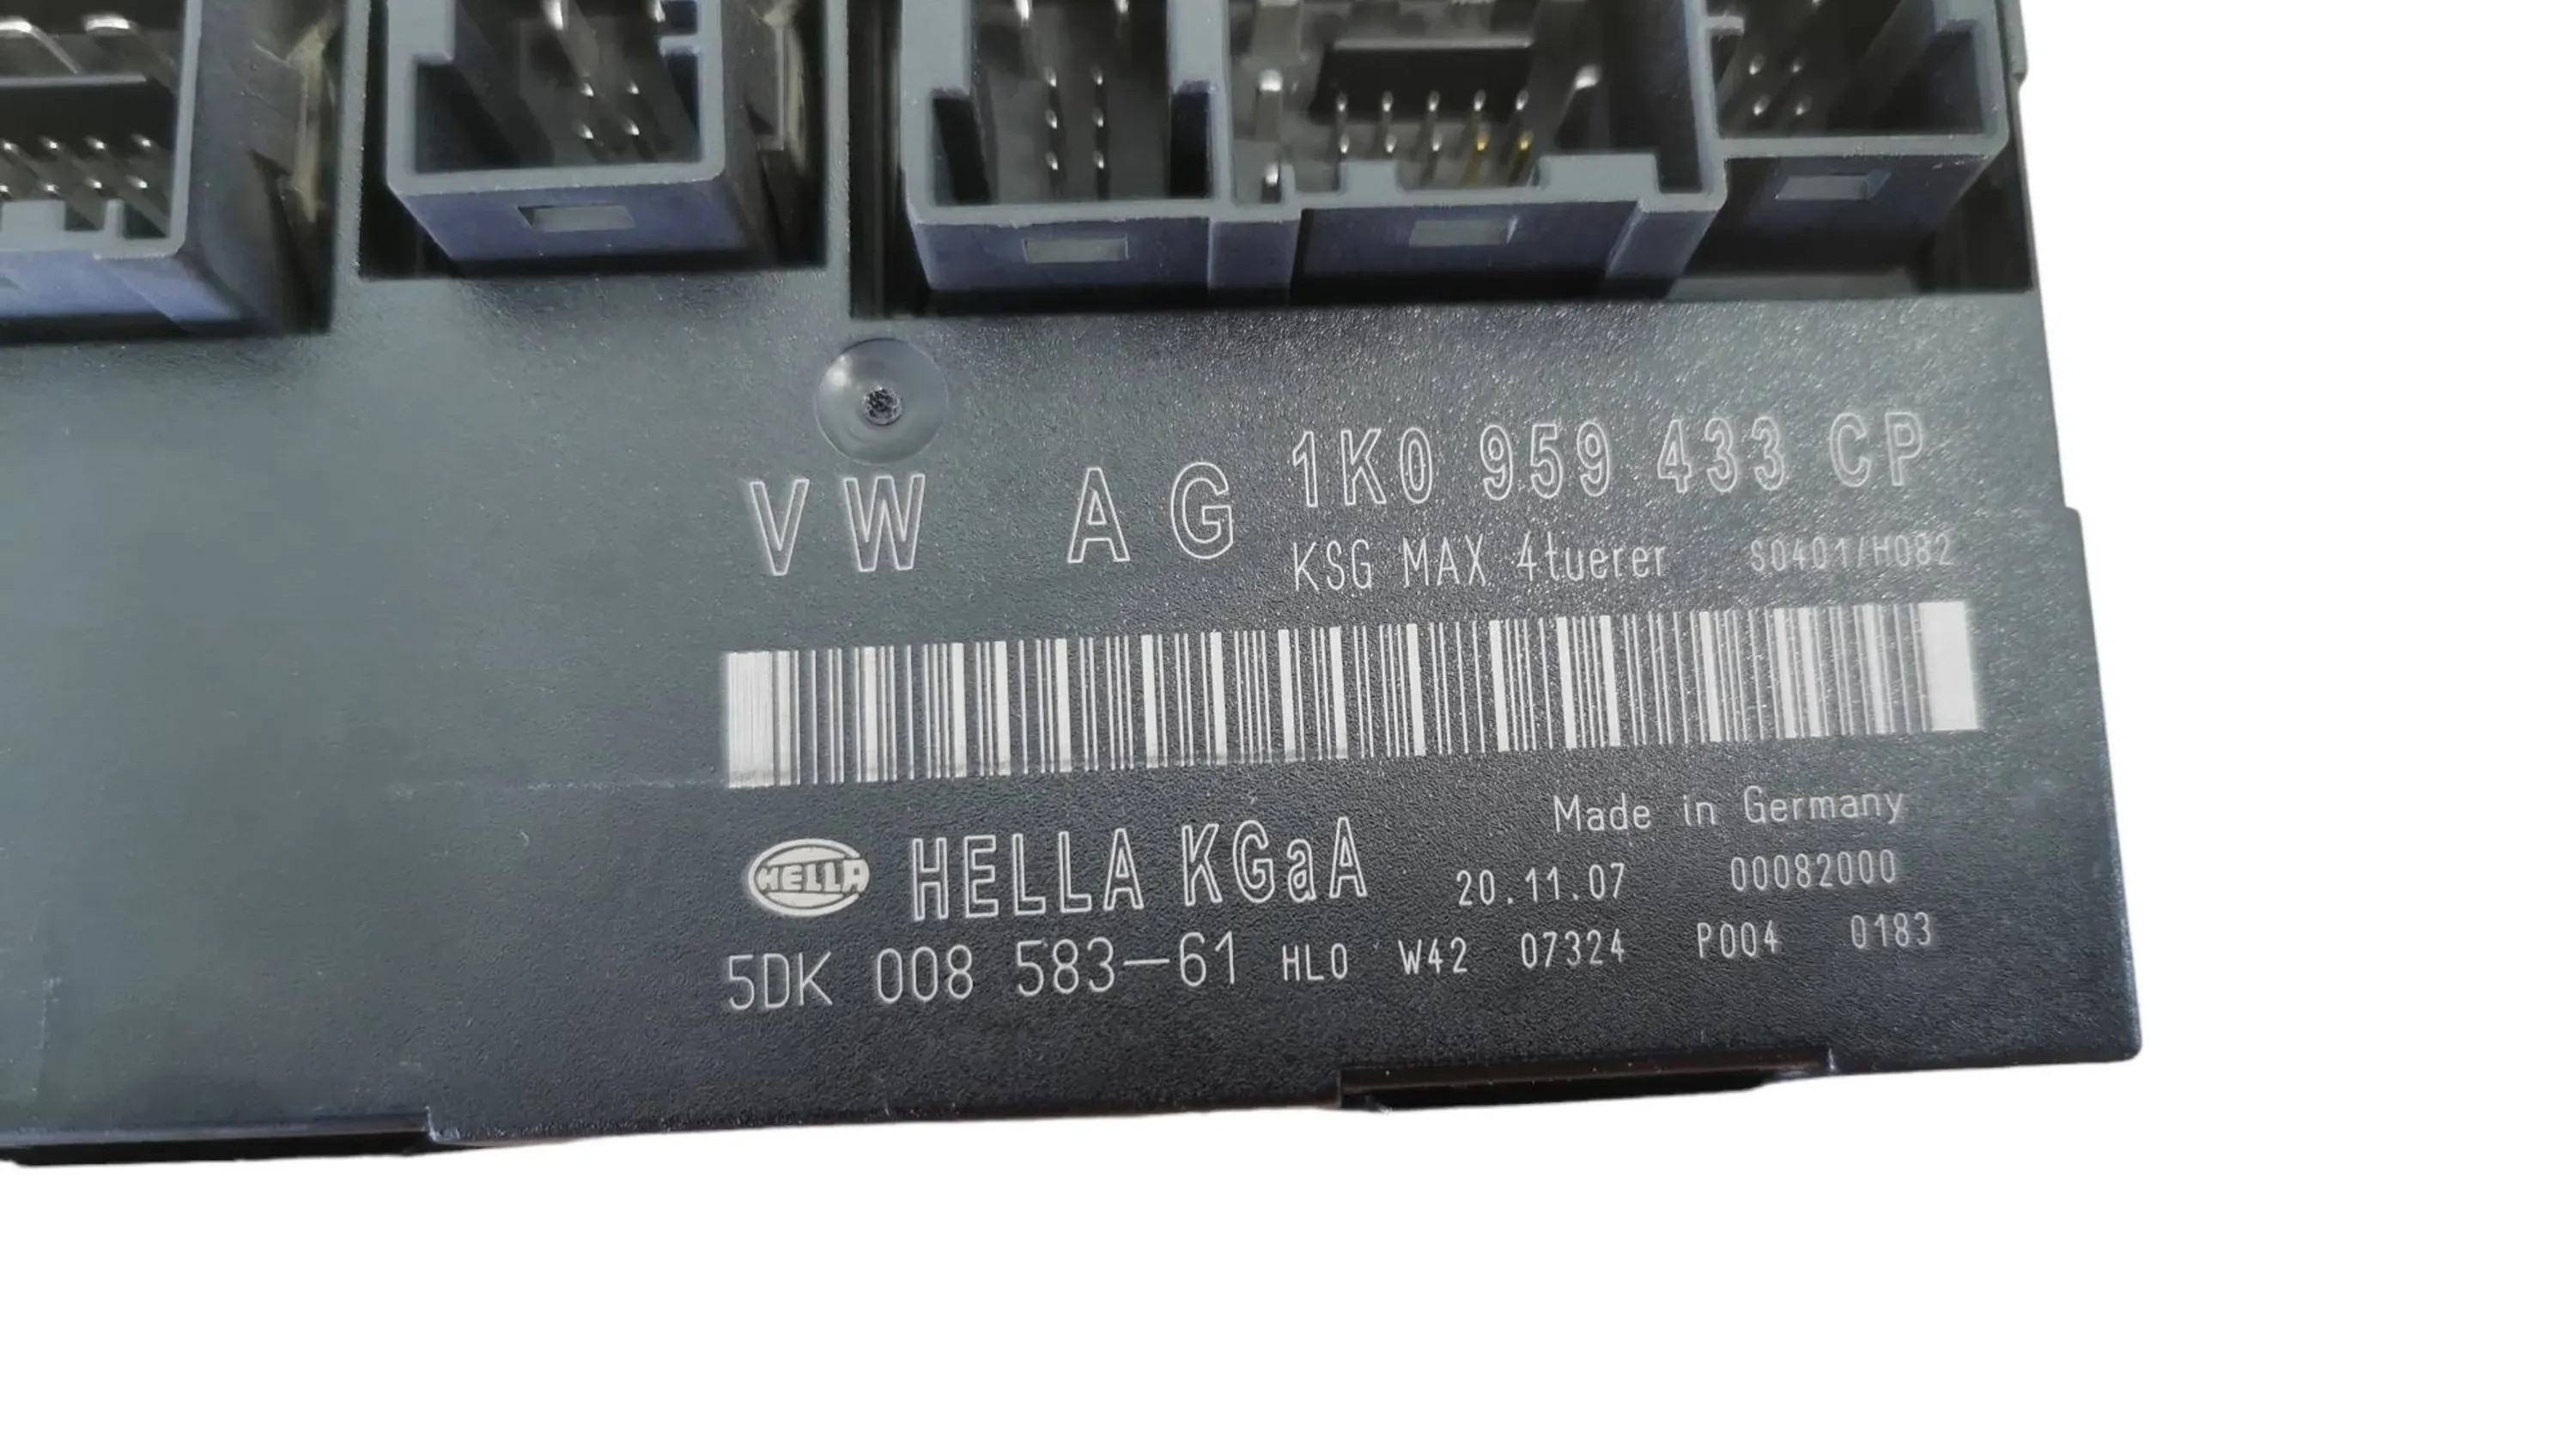 VW AG 1K0 959 433 CP
KSG MAX 4tuerer S0401/H082
Made in Germany
HELLA HELLA KGaA 20.11.07 00082000
5DK 008 583-61 HLO W42 07324 P004 0183